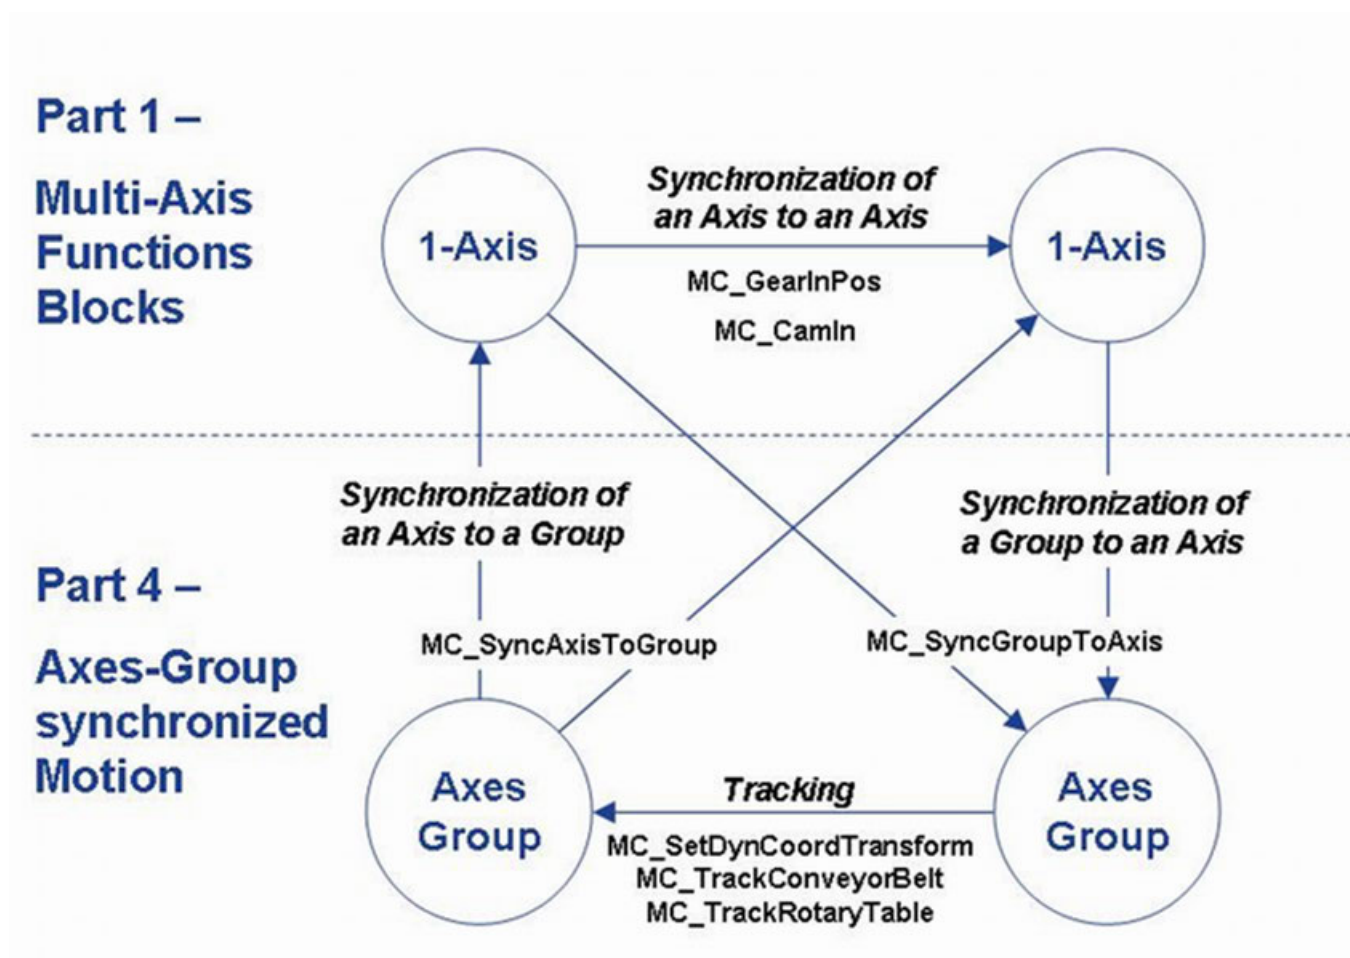 Part 1 –
Multi-Axis
Functions
Blocks
1-Axis
Synchronization of
an Axis to an Axis
MC_GearInPos
MC_CamIn
1-Axis
Synchronization of
an Axis to a Group
Synchronization of
a Group to an Axis
Part 4 –
Axes-Group
synchronized
Motion
MC_SyncAxisToGroup
MC_SyncGroupToAxis
Axes
Group
Tracking
MC_SetDynCoordTransform
MC_TrackConveyorBelt
MC_TrackRotaryTable
Axes
Group